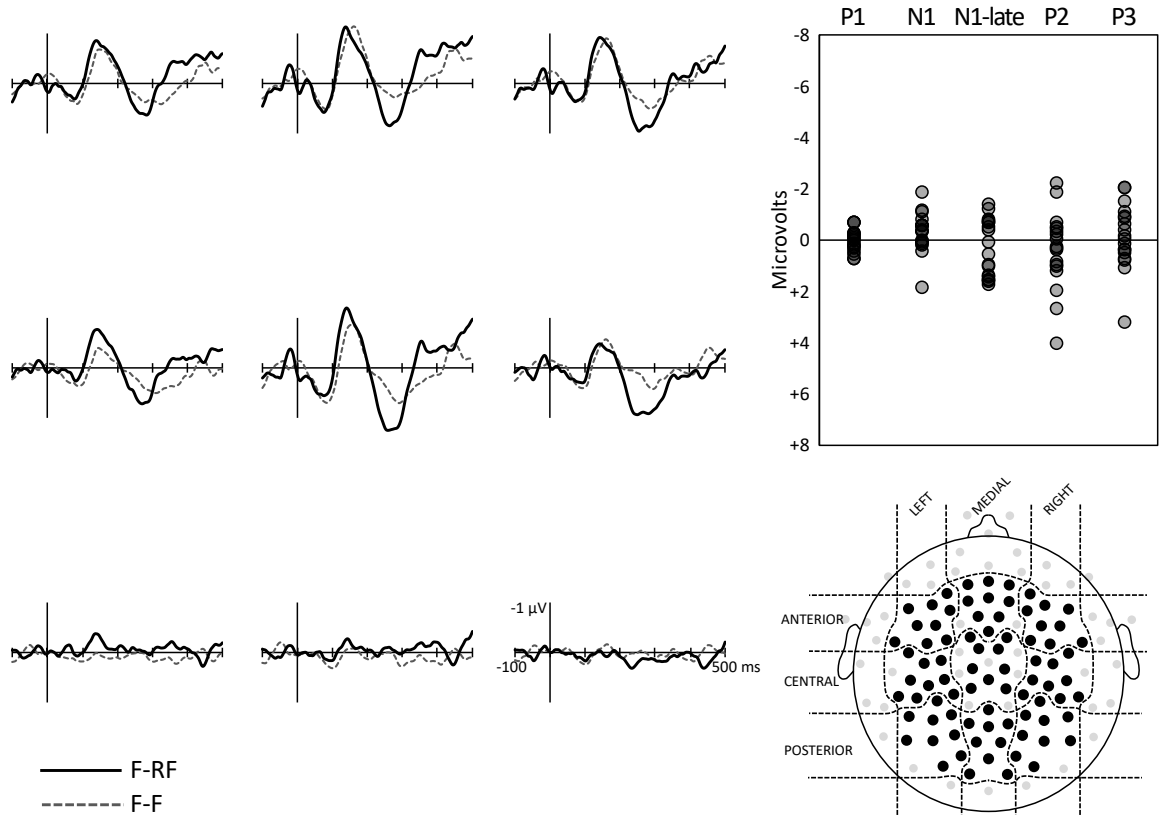 P1 N1 N1-late P2 P3
-8
-6
-4
-2
0
+2
+4
+6
+8
Microvolts
-1 µV
-100
500 ms
F-RF
F-F
LEFT
MEDIAL
RIGHT
ANTERIOR
CENTRAL
POSTERIOR